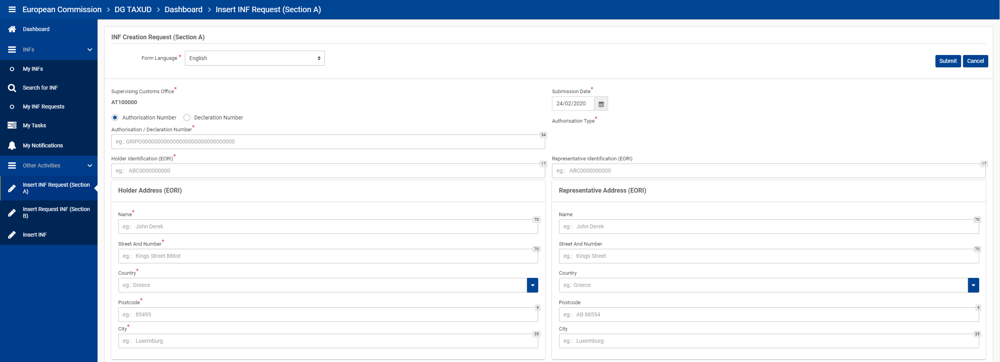 European Commission > DG TAXUD > Dashboard > Insert INF Request (Section A)
Dashboard
INFs
My INFs
Search for INF
My INF Requests
My Tasks
My Notifications
Other Activities
Insert INF Request (Section
A)
Insert Request INF (Section
B)
Insert INF
INF Creation Request (Section A)
Form Language *
English
Submit
Cancel
Supervising Customs Office*
AT100000
Submission Date*
24/02/2020
Authorisation Number
Declaration Number
Authorisation Type*
Authorisation / Declaration Number*
34
Holder Identification (EORI)*
17
eg.: ABC0000000000
Representative Identification (EORI)
17
eg.: ABC0000000000
Holder Address (EORI)
Name*
70
eg.: John Derek
Street And Number*
70
eg.: Kings Street 886st
Country*
eg.: Greece
Postcode*
9
eg.: 85495
City*
35
eg.: Luxemburg
Representative Address (EORI)
Name
70
eg.: John Derek
Street And Number
70
eg.: Kings Street
Country
eg.: Greece
Postcode
9
eg.: AB 88554
City
35
eg.: Luxemburg